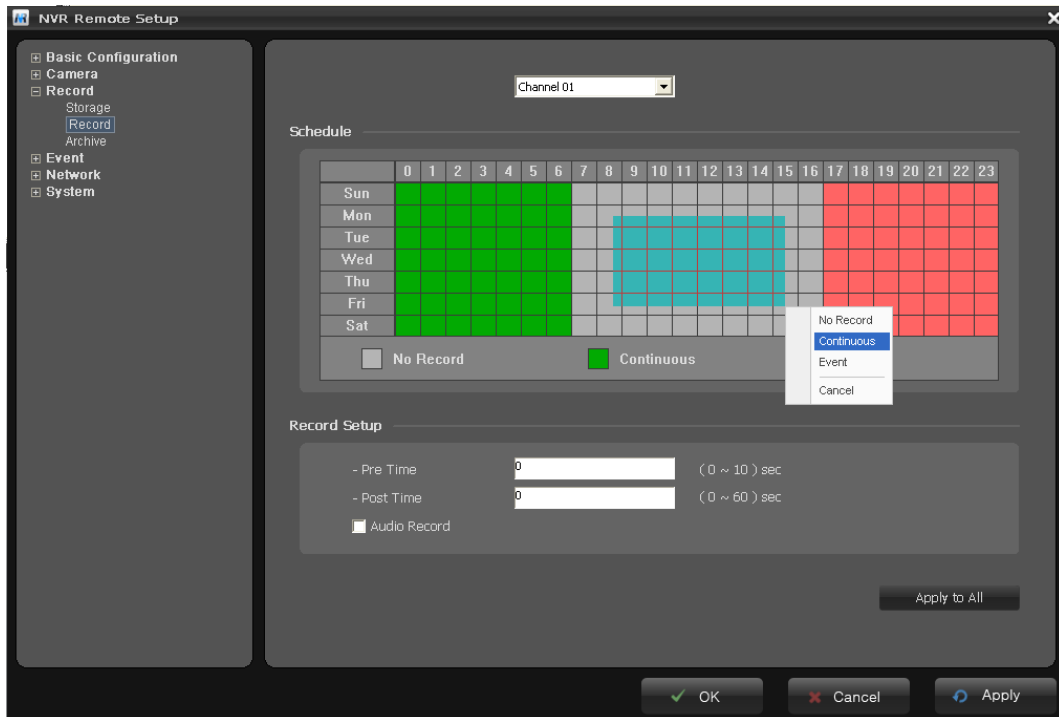 NVR Remote Setup
Basic Configuration
Camera
Record
Storage
Record
Archive
Event
Network
System
Channel 01
Schedule
0 1 2 3 4 5 6 7 8 9 10 11 12 13 14 15 16 17 18 19 20 21 22 23
Sun
Mon
Tue
Wed
Thu
Fri
Sat
No Record Continuous
No Record
Continuous
Event
Cancel
Record Setup
- Pre Time 0 ( 0 ~ 10 ) sec
- Post Time 0 ( 0 ~ 60 ) sec
Audio Record
Apply to All
OK Cancel Apply